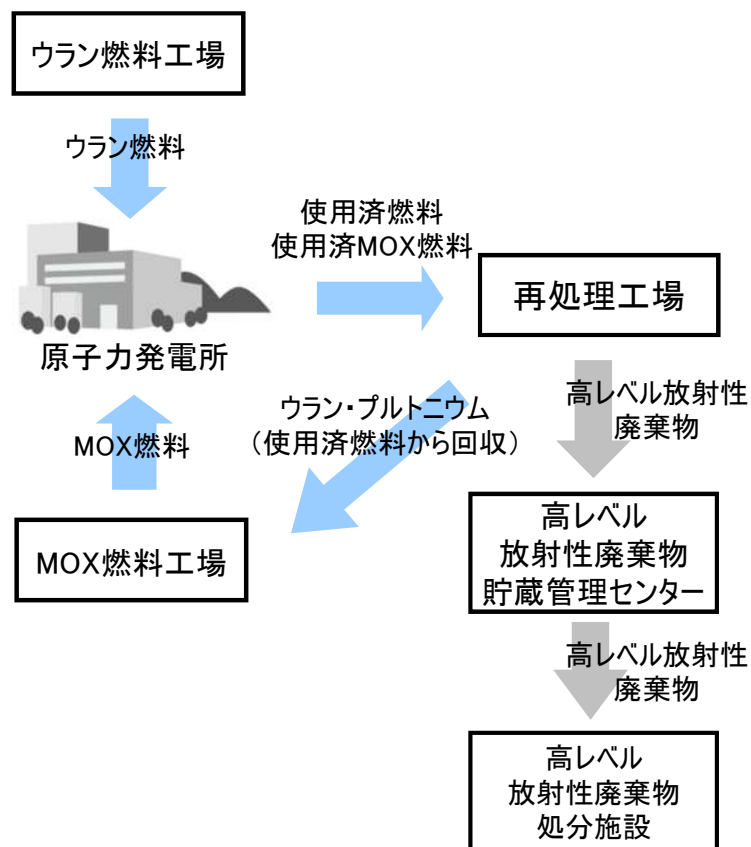 ウラン燃料工場
ウラン燃料
使用済燃料
使用済MOX燃料
再処理工場
原子力発電所
ウラン・プルトニウム
（使用済燃料から回収）
高レベル放射性
廃棄物
MOX燃料
MOX燃料工場
高レベル
放射性廃棄物
貯蔵管理センター
高レベル放射性
廃棄物
高レベル
放射性廃棄物
処分施設